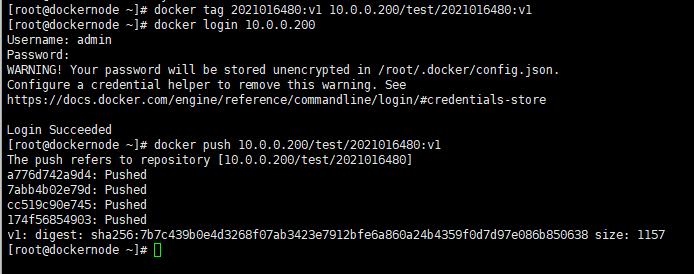 [root@dockernode ~]# docker tag 2021016480:v1 10.0.0.200/test/2021016480:v1
[root@dockernode ~]# docker login 10.0.0.200
Username: admin
Password:
WARNING! Your password will be stored unencrypted in /root/.docker/config.json.
Configure a credential helper to remove this warning. See
https://docs.docker.com/engine/reference/commandline/login/#credentials-store
Login Succeeded
[root@dockernode ~]# docker push 10.0.0.200/test/2021016480:v1
The push refers to repository [10.0.0.200/test/2021016480]
a776d742a9d4: Pushed
7abb4b02e79d: Pushed
cc519c90e745: Pushed
174f56854903: Pushed
v1: digest: sha256:7b7c439b0e4d3268f07ab3423e7912bfe6a860a24b4359f0d7d97e086b850638 size: 1157
[root@dockernode ~]#